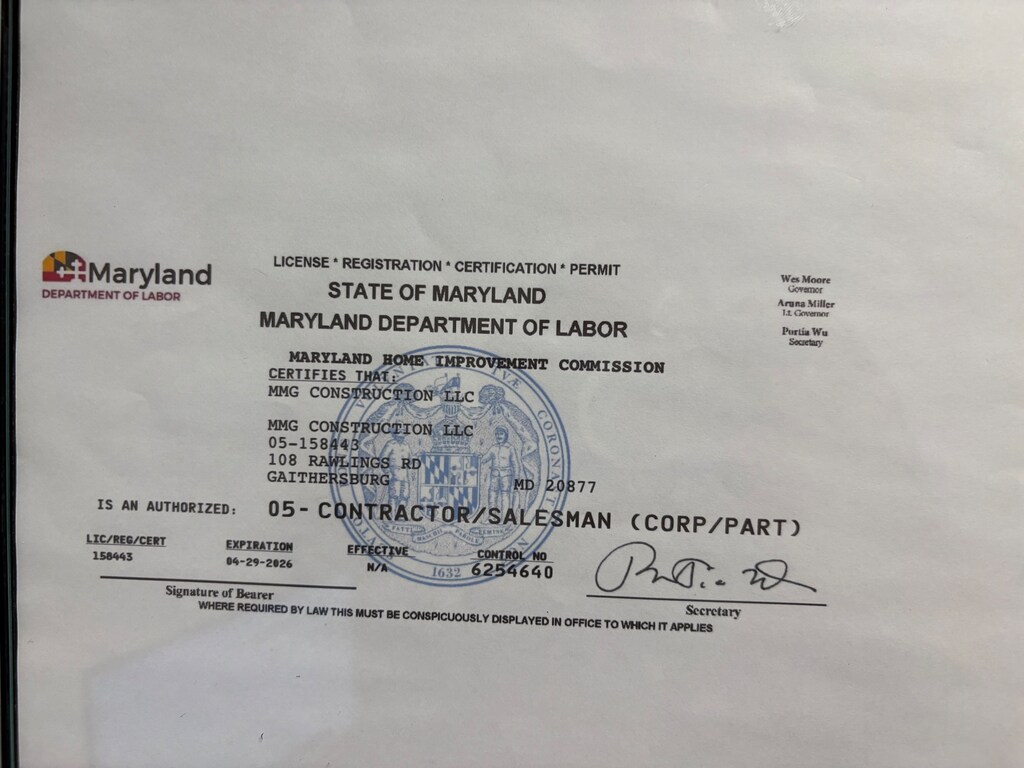 Maryland
DEPARTMENT OF LABOR
LICENSE * REGISTRATION * CERTIFICATION * PERMIT
STATE OF MARYLAND
MARYLAND DEPARTMENT OF LABOR
Wes Moore
Governor
Aruna Miller
Lt. Governor
Portia Wu
Secretary
MARYLAND HOME IMPROVEMENT COMMISSION
CERTIFIES THAT:
MMG CONSTRUCTION LLC
MMG CONSTRUCTION LLC
05-158443
108 RAWLINGS RD
GAITHERSBURG MD 20877
IS AN AUTHORIZED: 05- CONTRACTOR/SALESMAN (CORP/PART)
LIC/REG/CERT EXPIRATION EFFECTIVE CONTROL NO
158443 04-29-2026 N/A 6254640
1632
Signature of Bearer Secretary
WHERE REQUIRED BY LAW THIS MUST BE CONSPICUOUSLY DISPLAYED IN OFFICE TO WHICH IT APPLIES